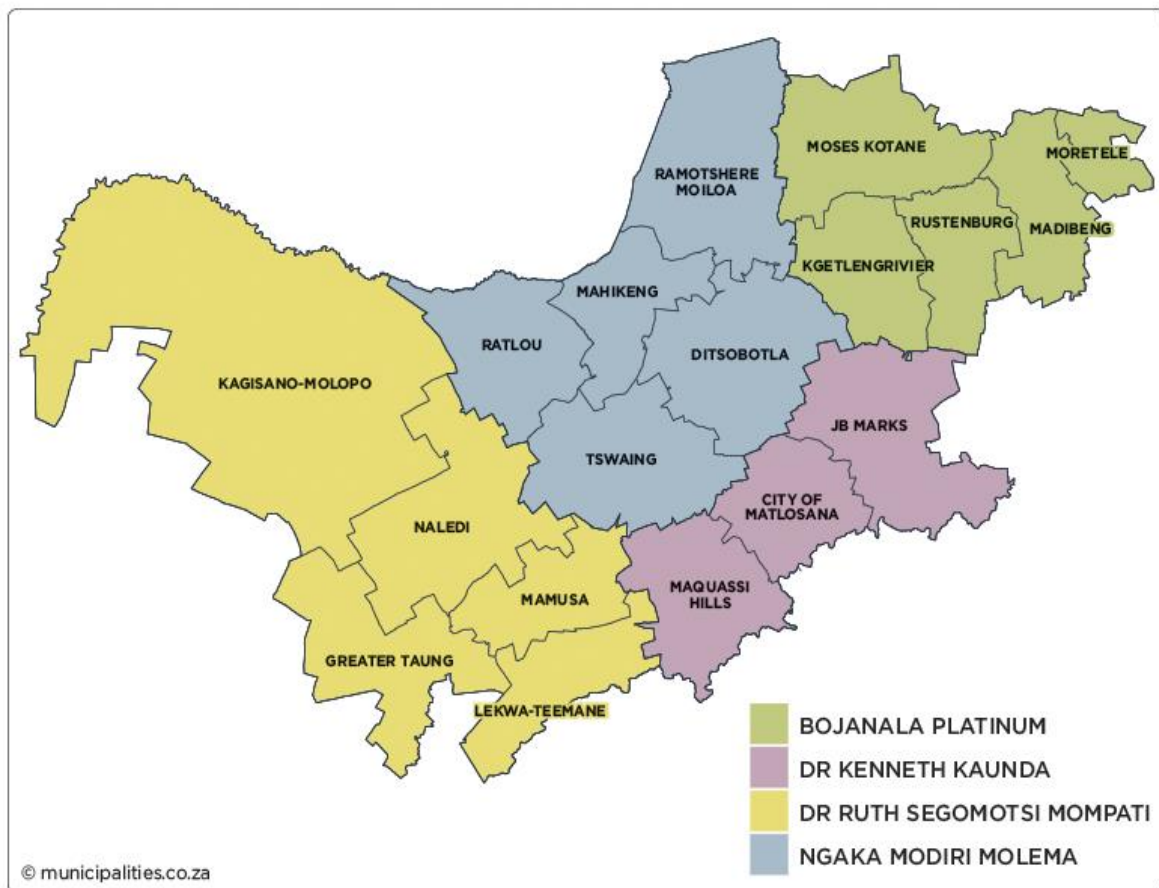 MOSES KOTANE
MORETELE
RAMOTSHERE
MOILOA
RUSTENBURG
MADIBENG
KGETLENGRIVIER
MAHIKENG
RATLOU
DITSOBOTLA
KAGISANO-MOLOPO
JB MARKS
TSWAING
CITY OF
MATLOSANA
NALEDI
MAQUASSI
HILLS
MAMUSA
GREATER TAUNG
LEKWA-TEEMANE
BOJANALA PLATINUM
DR KENNETH KAUNDA
DR RUTH SEGOMOTSI MOMPATI
NGAKA MODIRI MOLEMA
© municipalities.co.za